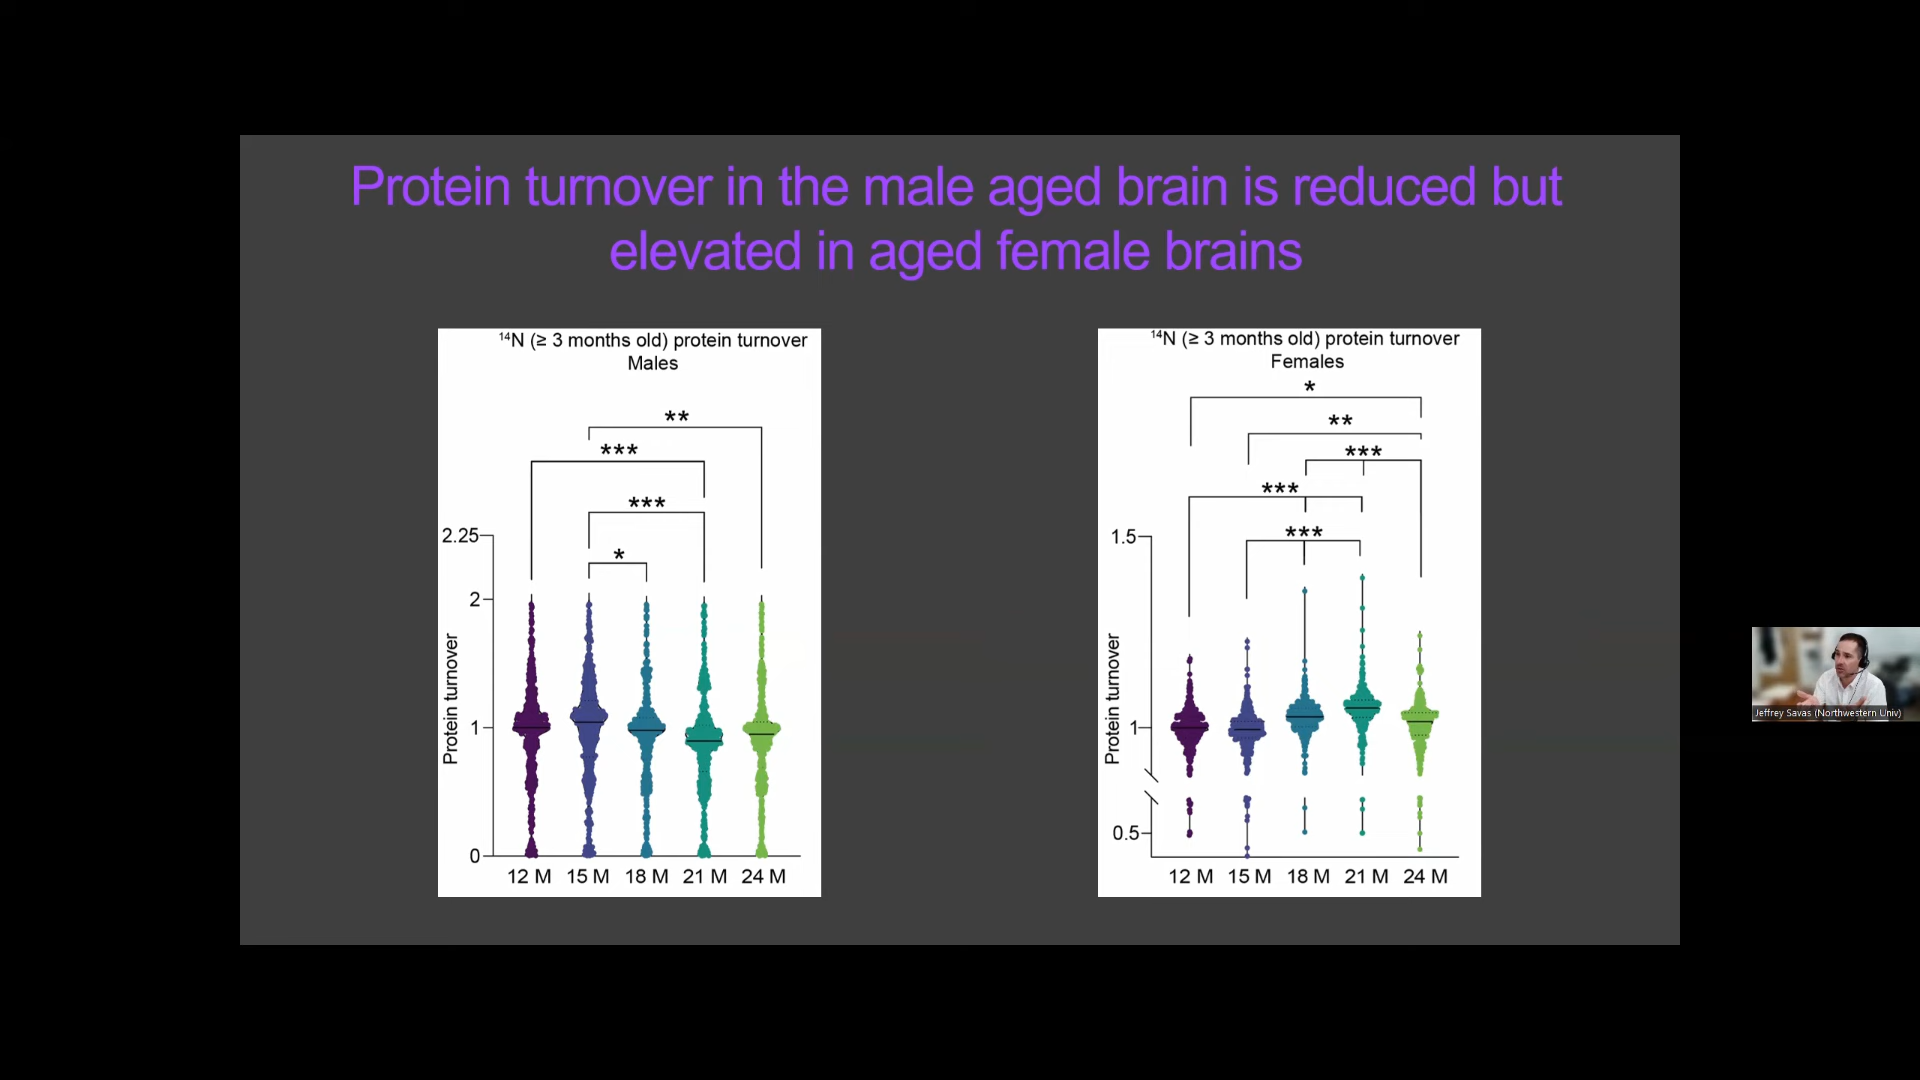 Protein turnover in the male aged brain is reduced but
elevated in aged female brains
¹⁴N (≥ 3 months old) protein turnover
Males
**
***
***
*
2.25
2
1
0
Protein turnover
12 M 15 M 18 M 21 M 24 M
¹⁴N (≥ 3 months old) protein turnover
Females
*
**
***
***
***
1.5
1
0.5
Protein turnover
12 M 15 M 18 M 21 M 24 M
Jeffrey Savas (Northwestern Univ)